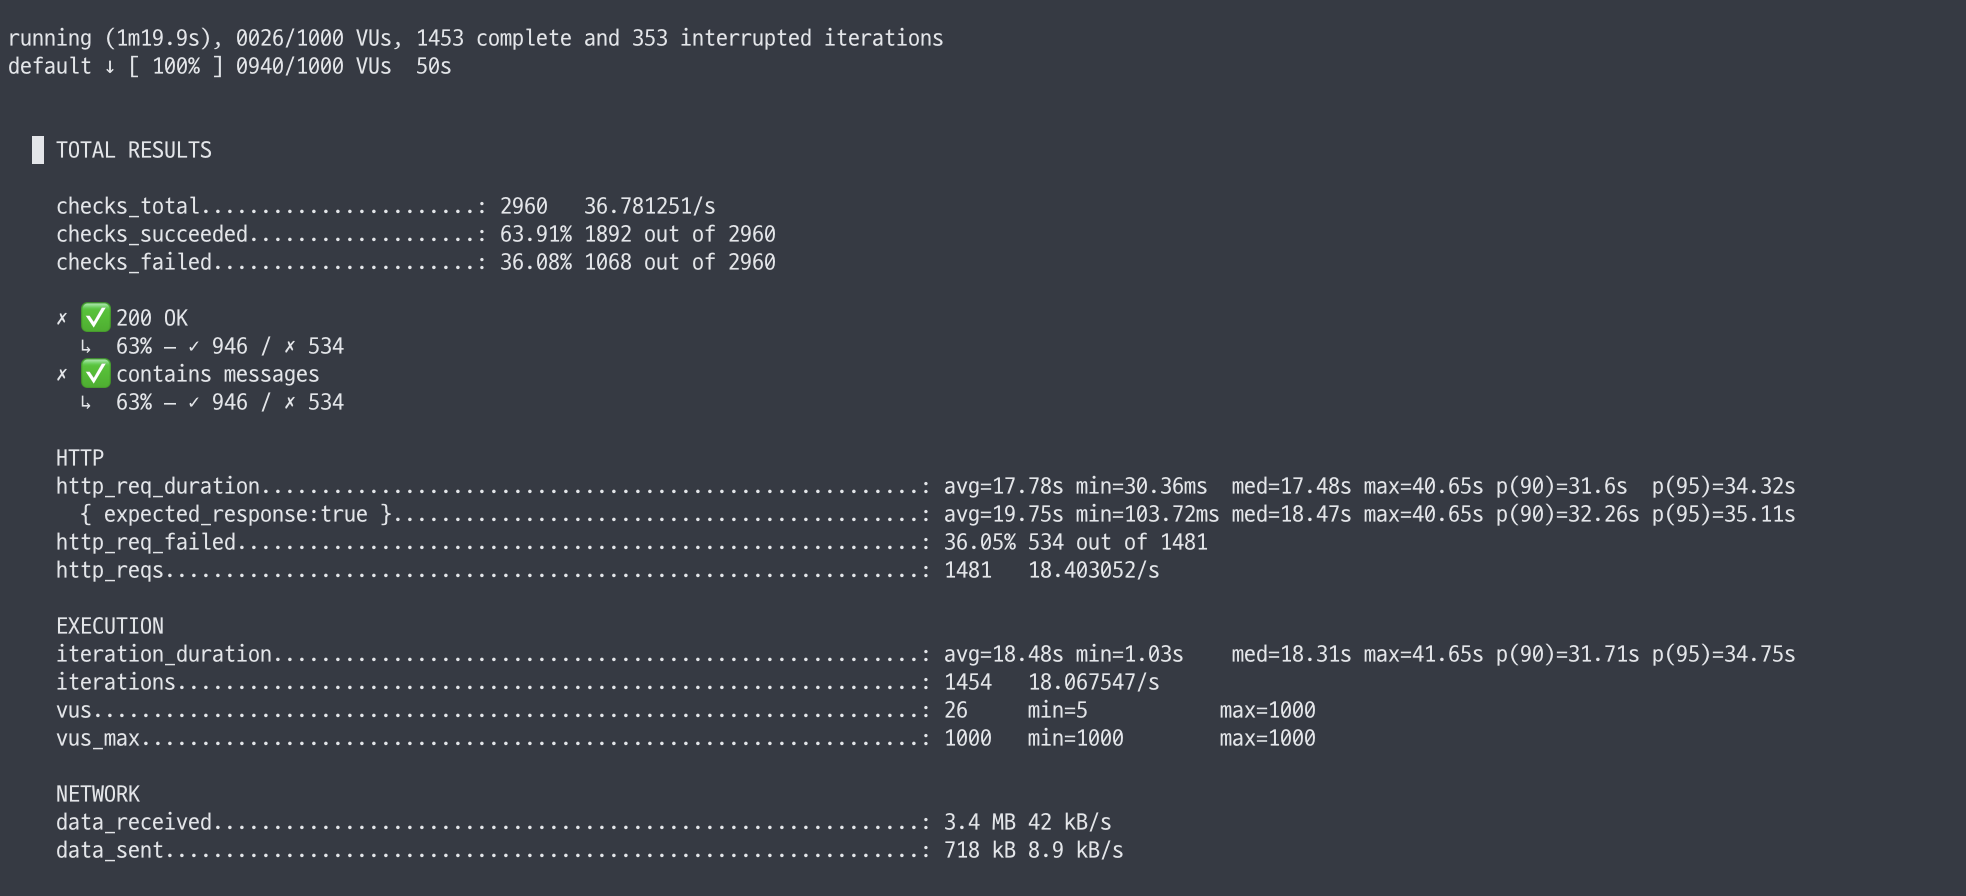 running (1m19.9s), 0026/1000 VUs, 1453 complete and 353 interrupted iterations
default ↓ [ 100% ] 0940/1000 VUs  50s
█ TOTAL RESULTS
checks_total.......................: 2960   36.781251/s
checks_succeeded...................: 63.91% 1892 out of 2960
checks_failed......................: 36.08% 1068 out of 2960
✗ ✅ 200 OK
↳  63% — ✓ 946 / ✗ 534
✗ ✅ contains messages
↳  63% — ✓ 946 / ✗ 534
HTTP
http_req_duration.......................................................: avg=17.78s min=30.36ms  med=17.48s max=40.65s p(90)=31.6s  p(95)=34.32s
{ expected_response:true }............................................: avg=19.75s min=103.72ms med=18.47s max=40.65s p(90)=32.26s p(95)=35.11s
http_req_failed.........................................................: 36.05% 534 out of 1481
http_reqs...............................................................: 1481   18.403052/s
EXECUTION
iteration_duration......................................................: avg=18.48s min=1.03s    med=18.31s max=41.65s p(90)=31.71s p(95)=34.75s
iterations..............................................................: 1454   18.067547/s
vus.....................................................................: 26     min=5           max=1000
vus_max.................................................................: 1000   min=1000        max=1000
NETWORK
data_received...........................................................: 3.4 MB 42 kB/s
data_sent...............................................................: 718 kB 8.9 kB/s